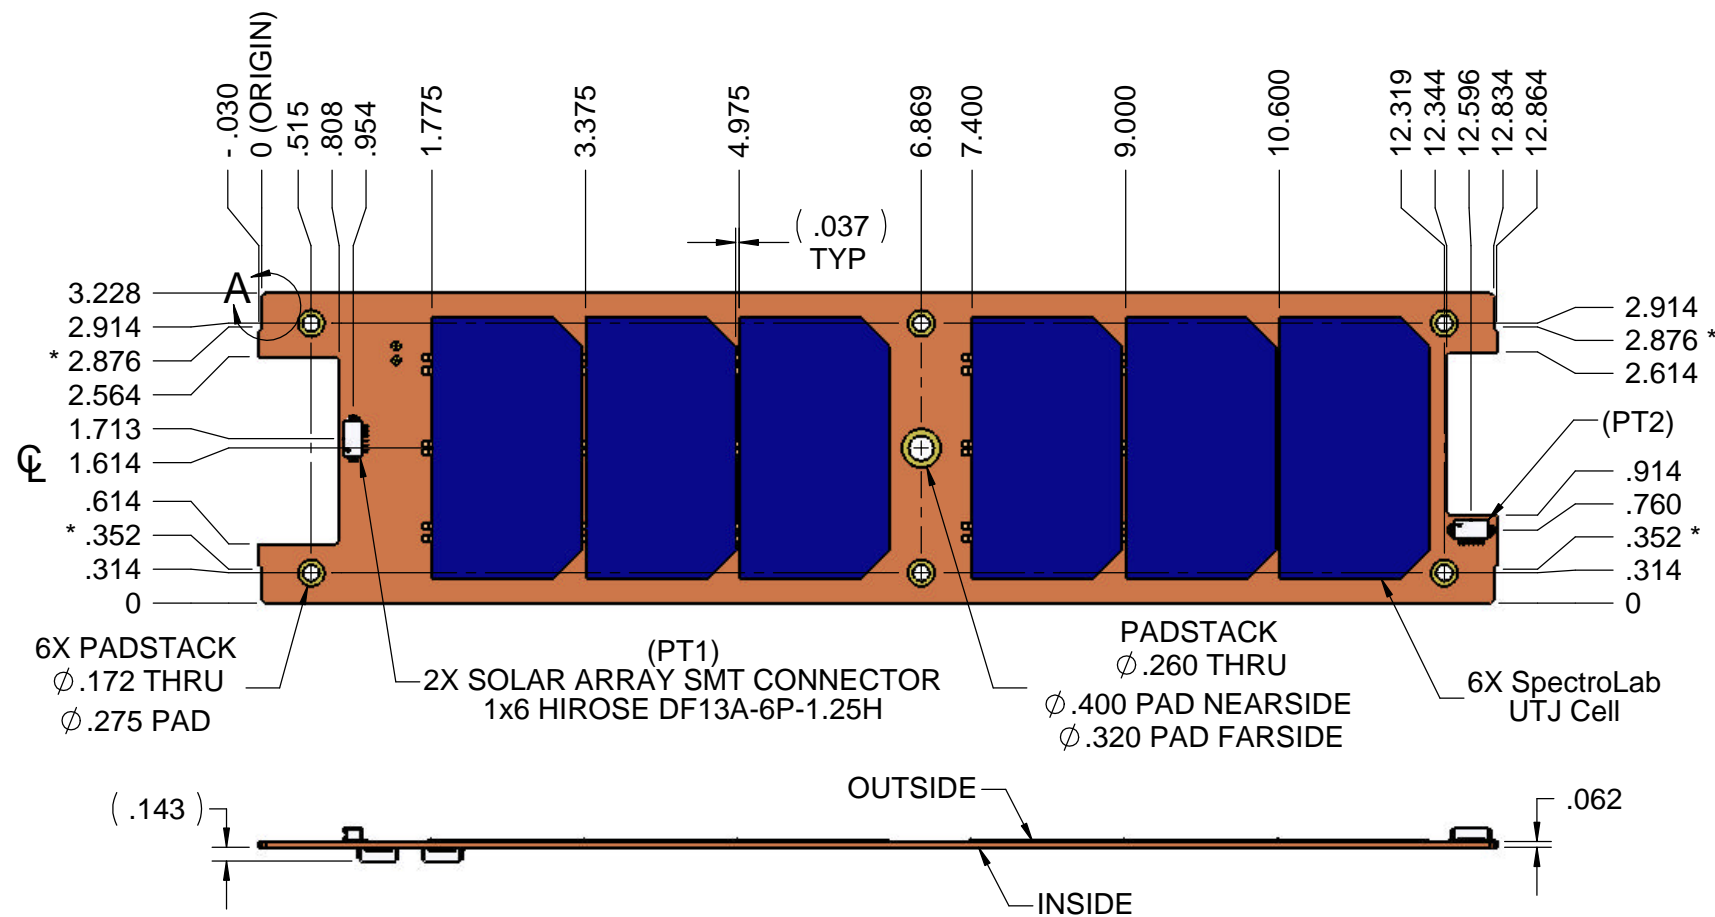 -.030
0 (ORIGIN)
.515
.808
.954
1.775
3.375
4.975
6.869
7.400
9.000
10.600
12.319
12.344
12.596
12.834
12.864
( .037 )
TYP
A
3.228
2.914
* 2.876
2.564
1.713
℄ 1.614
.614
* .352
.314
0
2.914
2.876 *
2.614
(PT2)
.914
.760
.352 *
.314
0
6X PADSTACK
⌀.172 THRU
⌀.275 PAD
(PT1)
2X SOLAR ARRAY SMT CONNECTOR
1x6 HIROSE DF13A-6P-1.25H
PADSTACK
⌀.260 THRU
⌀.400 PAD NEARSIDE
⌀.320 PAD FARSIDE
6X SpectroLab
UTJ Cell
( .143 )
OUTSIDE
.062
INSIDE